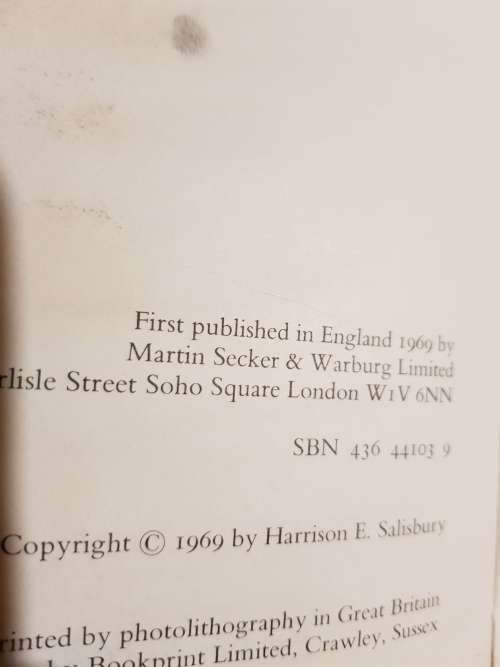 First published in England 1969 by
Martin Secker & Warburg Limited
rlisle Street Soho Square London W1V 6NN
SBN 436 44103 9
Copyright © 1969 by Harrison E. Salisbury
rinted by photolithography in Great Britain
by Bookprint Limited, Crawley, Sussex